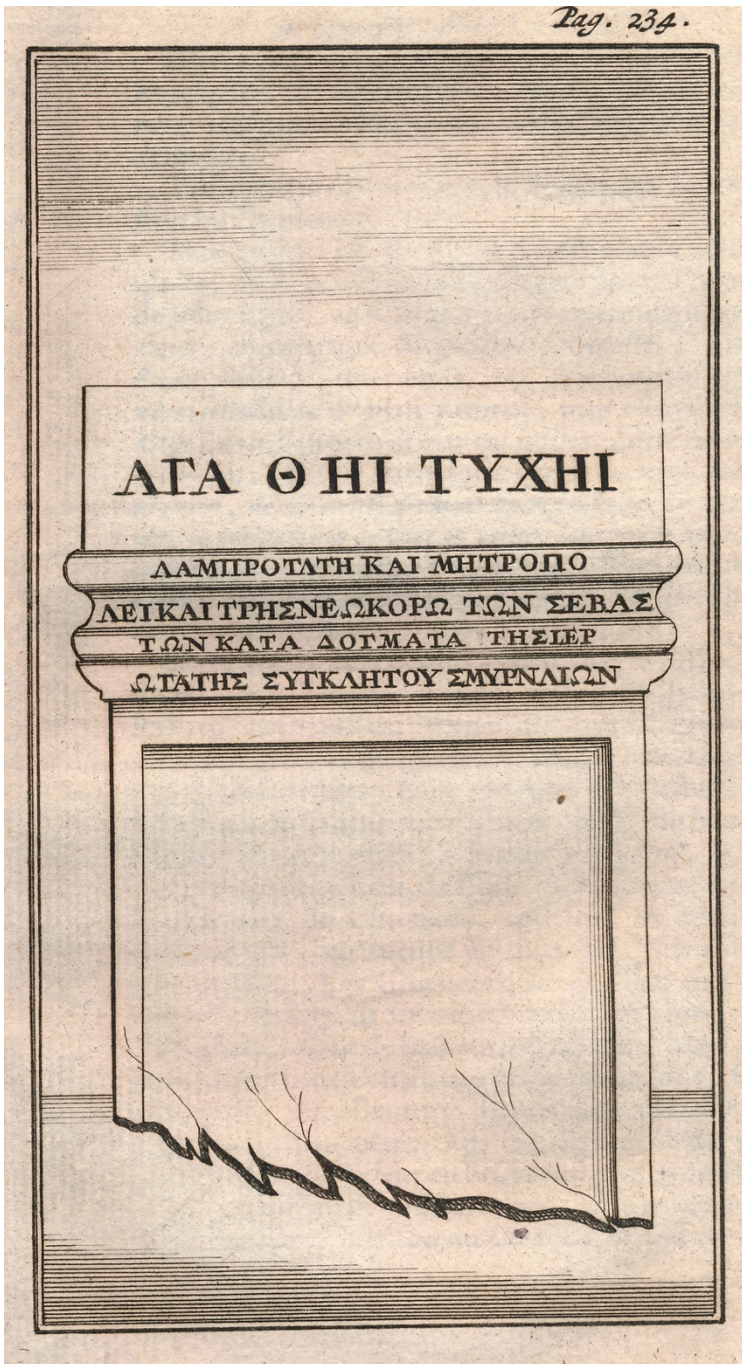 Pag. 234.
ΑΓΑ ΘΗΙ ΤΥΧΗΙ
ΛΑΜΠΡΟΤΑΤΗ ΚΑΙ ΜΗΤΡΟΠΟ
ΛΕΙ ΚΑΙ ΤΡΗΣ ΝΕΩΚΟΡΩ ΤΩΝ ΣΕΒΑΣ
ΤΩΝ ΚΑΤΑ ΔΟΓΜΑΤΑ ΤΗΣ ΙΕΡ
ΩΤΑΤΗΣ ΣΥΓΚΛΗΤΟΥ ΣΜΥΡΝΛΙΩΝ